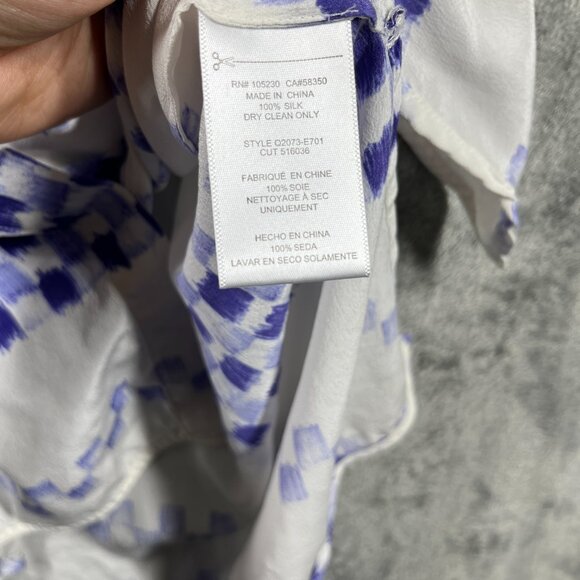 RN# 105230 CA#58350
MADE IN CHINA
100% SILK
DRY CLEAN ONLY
STYLE Q2073-E701
CUT 516036
FABRIQUÉ EN CHINE
100% SOIE
NETTOYAGE À SEC
UNIQUEMENT
HECHO EN CHINA
100% SEDA
LAVAR EN SECO SOLAMENTE